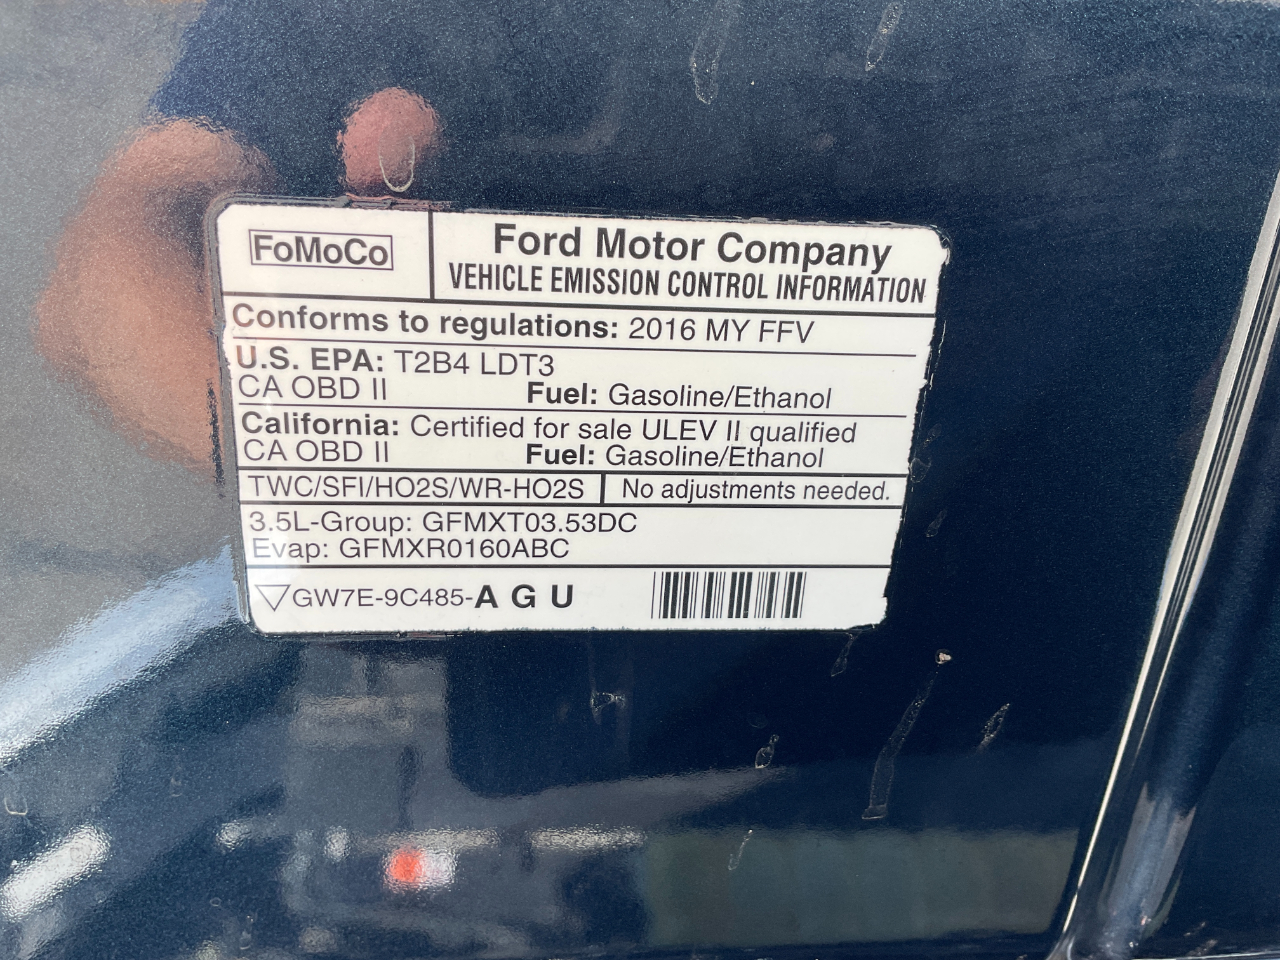 FoMoCo
Ford Motor Company
VEHICLE EMISSION CONTROL INFORMATION
Conforms to regulations: 2016 MY FFV
U.S. EPA: T2B4 LDT3
CA OBD II Fuel: Gasoline/Ethanol
California: Certified for sale ULEV II qualified
CA OBD II Fuel: Gasoline/Ethanol
TWC/SFI/HO2S/WR-HO2S No adjustments needed.
3.5L-Group: GFMXT03.53DC
Evap: GFMXR0160ABC
GW7E-9C485-A G U